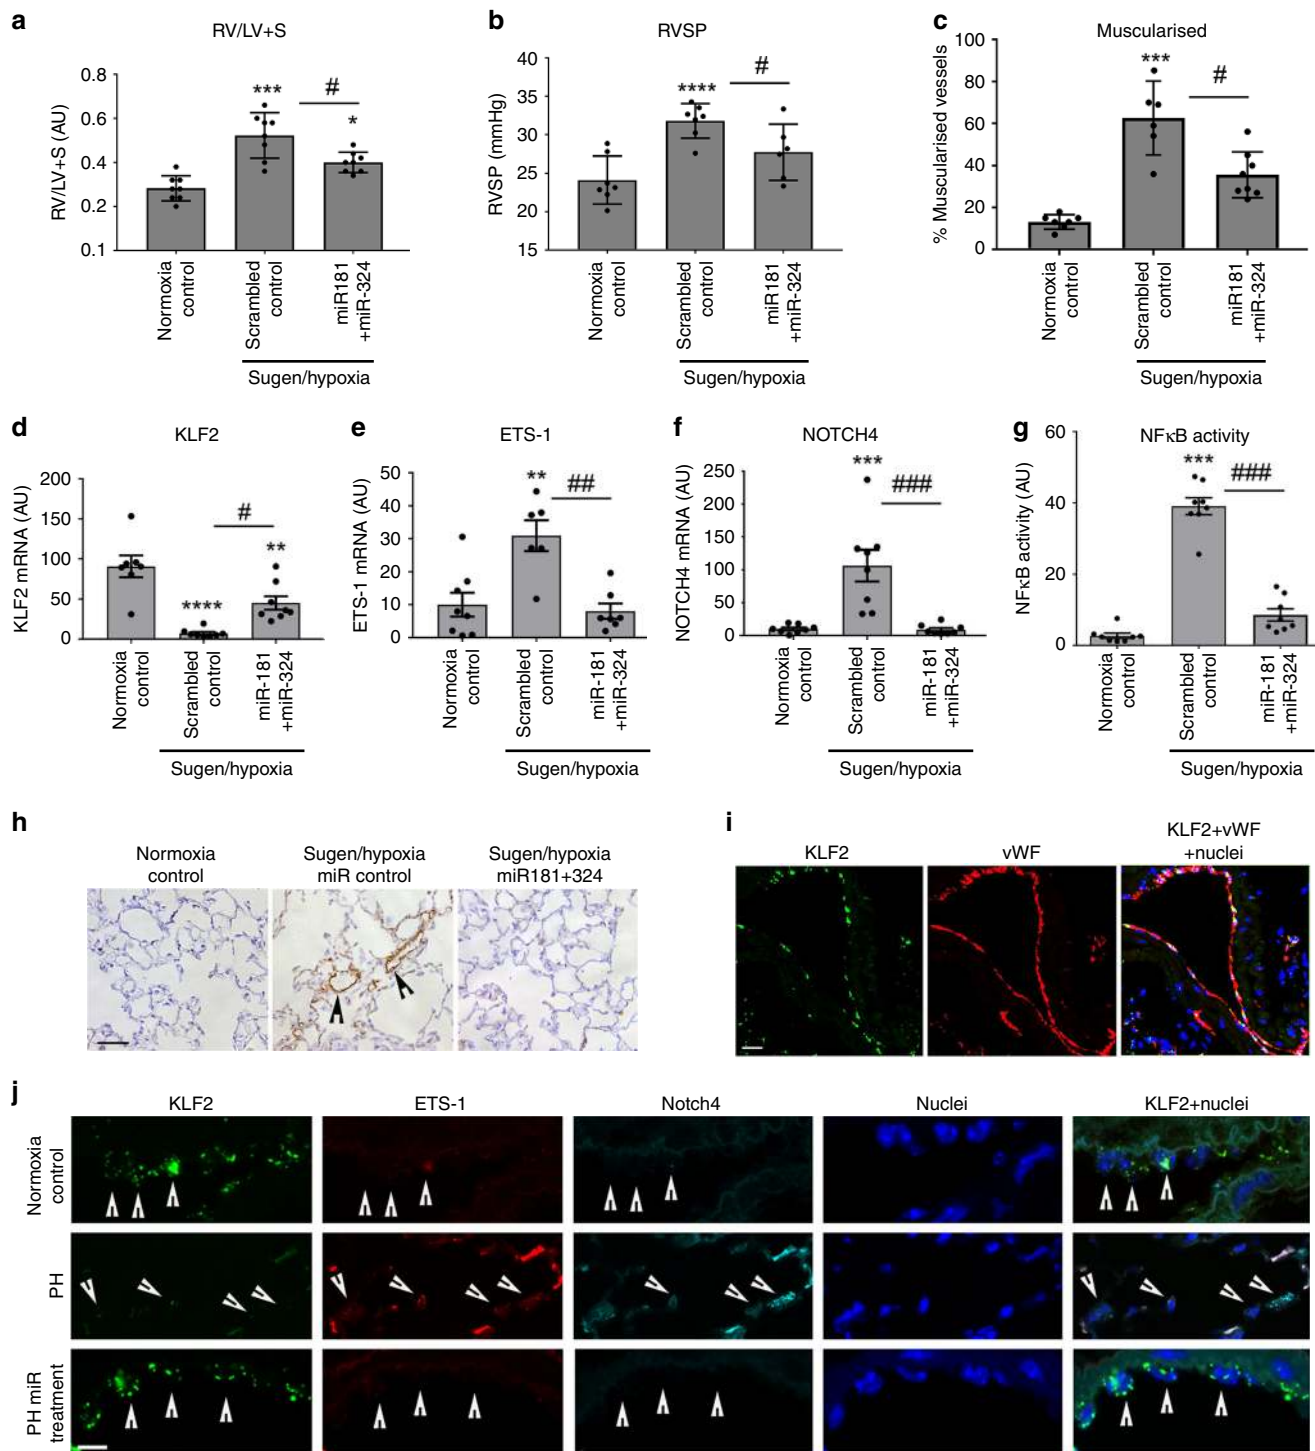 a
RV/LV+S
RV/LV+S (AU)
0.8
0.6
0.4
0.2
0.1
***
#
*
Normoxia
control
Scrambled
control
miR181
+miR-324
Sugen/hypoxia
b
RVSP
RVSP (mmHg)
40
35
30
25
20
15
****
#
Normoxia
control
Scrambled
control
miR181
+miR-324
Sugen/hypoxia
c
Muscularised
% Muscularised vessels
100
80
60
40
20
0
***
#
Normoxia
control
Scrambled
control
miR181
+miR-324
Sugen/hypoxia
d
KLF2
KLF2 mRNA (AU)
200
150
100
50
0
****
#
**
Normoxia
control
Scrambled
control
miR-181
+miR-324
Sugen/hypoxia
e
ETS-1
ETS-1 mRNA (AU)
50
40
30
20
10
0
**
##
Normoxia
control
Scrambled
control
miR-181
+miR-324
Sugen/hypoxia
f
NOTCH4
NOTCH4 mRNA (AU)
250
200
150
100
50
0
***
###
Normoxia
control
Scrambled
control
miR-181
+miR-324
Sugen/hypoxia
g
NFκB activity
NFκB activity (AU)
60
40
20
0
***
###
Normoxia
control
Scrambled
control
miR-181
+miR-324
Sugen/hypoxia
h
Normoxia
control
Sugen/hypoxia
miR control
Sugen/hypoxia
miR181+324
i
KLF2
vWF
KLF2+vWF
+nuclei
j
KLF2
ETS-1
Notch4
Nuclei
KLF2+nuclei
Normoxia
control
PH
PH miR
treatment